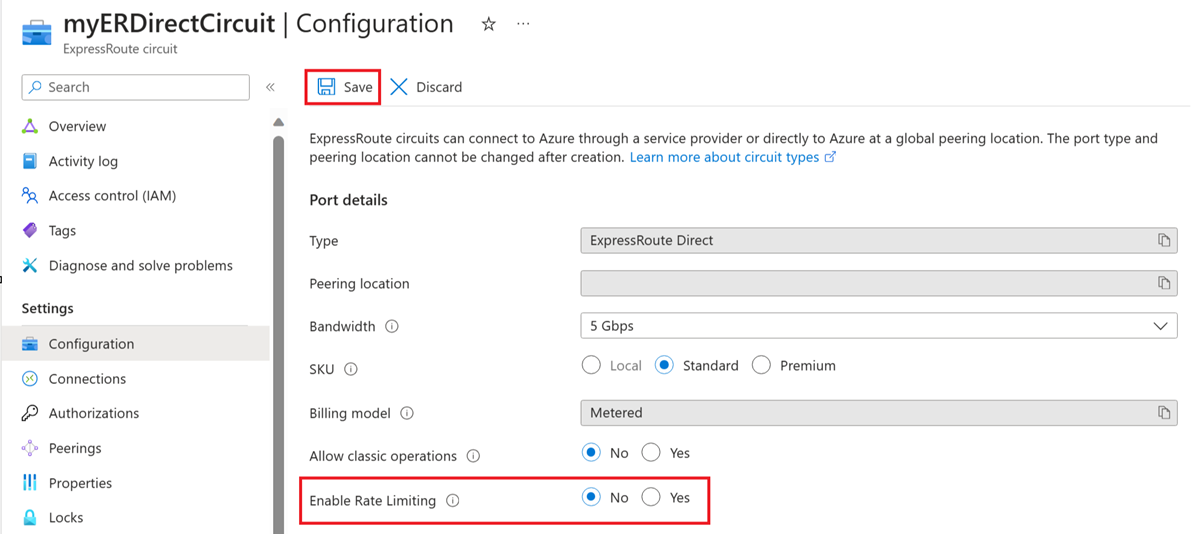 myERDirectCircuit | Configuration ☆ ···
ExpressRoute circuit
Search «
Overview
Activity log
Access control (IAM)
Tags
Diagnose and solve problems
Settings
Configuration
Connections
Authorizations
Peerings
Properties
Locks
Save Discard
ExpressRoute circuits can connect to Azure through a service provider or directly to Azure at a global peering location. The port type and
peering location cannot be changed after creation. Learn more about circuit types
Port details
Type ExpressRoute Direct
Peering location
Bandwidth 5 Gbps
SKU Local Standard Premium
Billing model Metered
Allow classic operations No Yes
Enable Rate Limiting No Yes